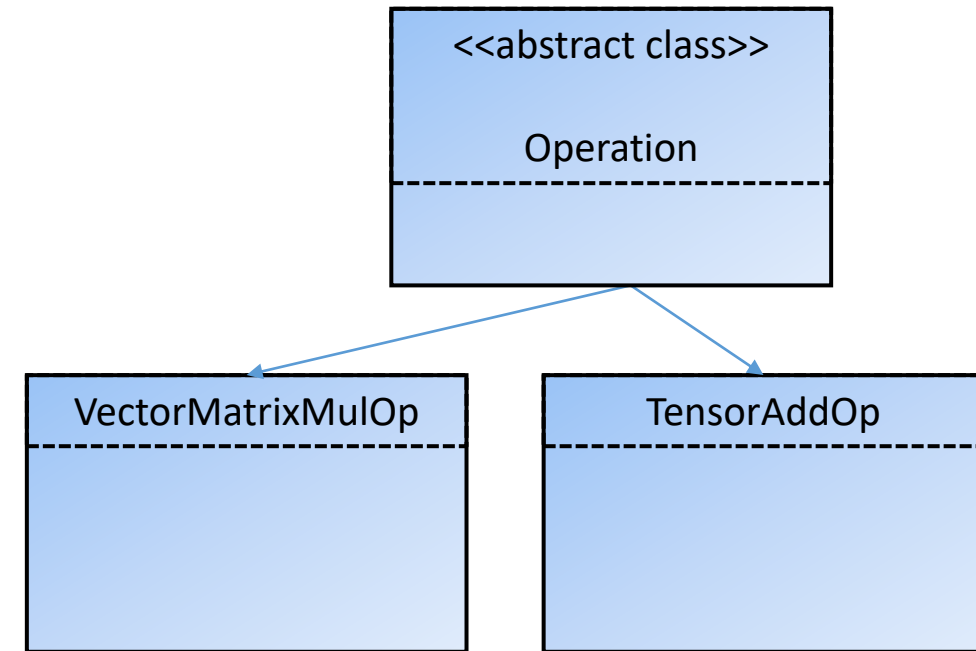 <<abstract class>>
Operation
VectorMatrixMulOp
TensorAddOp